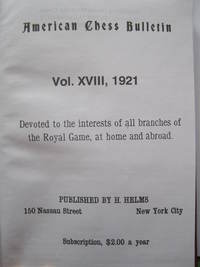 American Chess Bulletin
Vol. XVIII, 1921
Devoted to the interests of all branches of
the Royal Game, at home and abroad.
PUBLISHED BY H. HELMS
150 Nassau Street New York City
Subscription, $2.00 a year